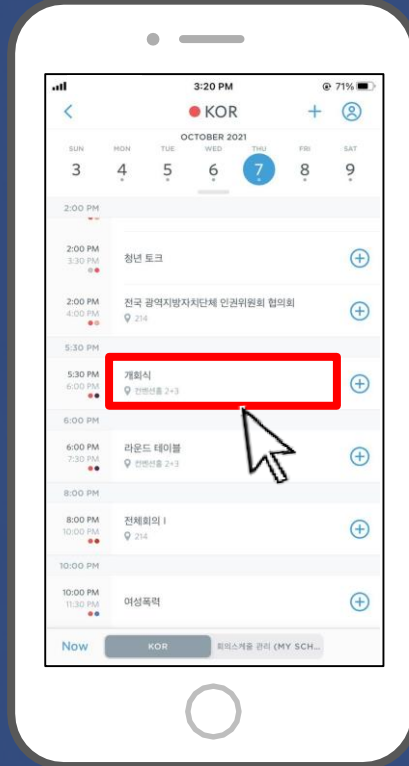 3:20 PM
71%
KOR
OCTOBER 2021
SUN MON TUE WED THU FRI SAT
3 4 5 6 7 8 9
2:00 PM
2:00 PM
3:30 PM
청년 토크
2:00 PM
4:00 PM
전국 광역지방자치단체 인권위원회 협의회
214
5:30 PM
5:30 PM
6:00 PM
개회식
컨벤션홀 2+3
6:00 PM
6:00 PM
7:30 PM
라운드 테이블
컨벤션홀 2+3
8:00 PM
8:00 PM
10:00 PM
전체회의 I
214
10:00 PM
10:00 PM
11:30 PM
여성폭력
Now KOR 회의스케줄 관리 (MY SCH...